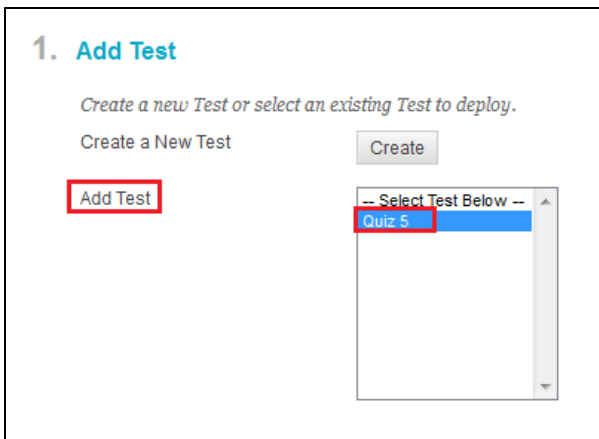 1. Add Test
Create a new Test or select an existing Test to deploy.
Create a New Test
Create
Add Test
-- Select Test Below --
Quiz 5